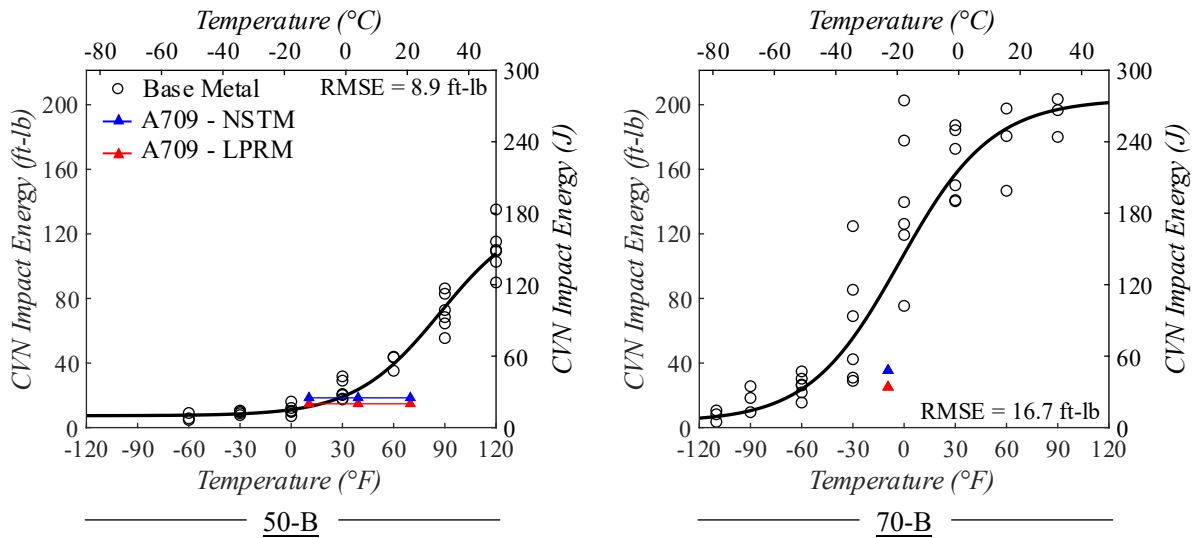 Temperature (°C)
-80 -60 -40 -20 0 20 40
Base Metal
RMSE = 8.9 ft-lb
A709 - NSTM
A709 - LPRM
CVN Impact Energy (ft-lb)
200
160
120
80
40
0
300
240
180
120
60
0
CVN Impact Energy (J)
-120 -90 -60 -30 0 30 60 90 120
Temperature (°F)
50-B
Temperature (°C)
-80 -60 -40 -20 0 20 40
CVN Impact Energy (ft-lb)
200
160
120
80
40
0
300
240
180
120
60
0
CVN Impact Energy (J)
RMSE = 16.7 ft-lb
-120 -90 -60 -30 0 30 60 90 120
Temperature (°F)
70-B